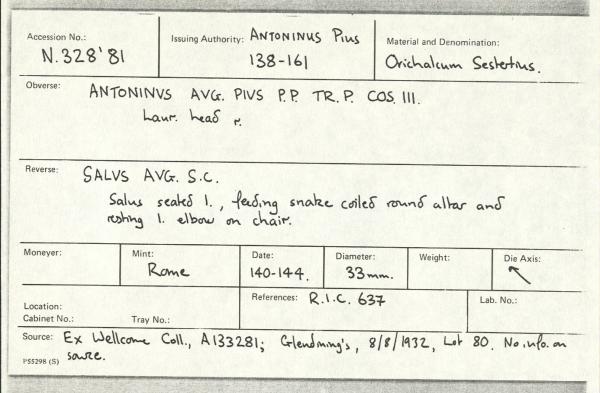 Accession No.:
N.328'81
Issuing Authority: ANTONINUS Pius
138-161
Material and Denomination:
Orichalcum Sestertius.
Obverse: ANTONINVS AVG. PIVS P.P. TR.P. COS. III.
Laur. head r.
Reverse: SALVS AVG. S.C.
Salus seated l., feeding snake coiled round altar and
resting l. elbow on chair.
Moneyer:
Mint:
Rome
Date:
140-144.
Diameter:
33mm.
Weight:
Die Axis:
↖
Location:
Cabinet No.: Tray No.:
References: R.I.C. 637
Lab. No.:
Source: Ex Wellcome Coll., A133281; Glendining's, 8/8/1932, Lot 80. No info. on
source.
PS5298 (S)